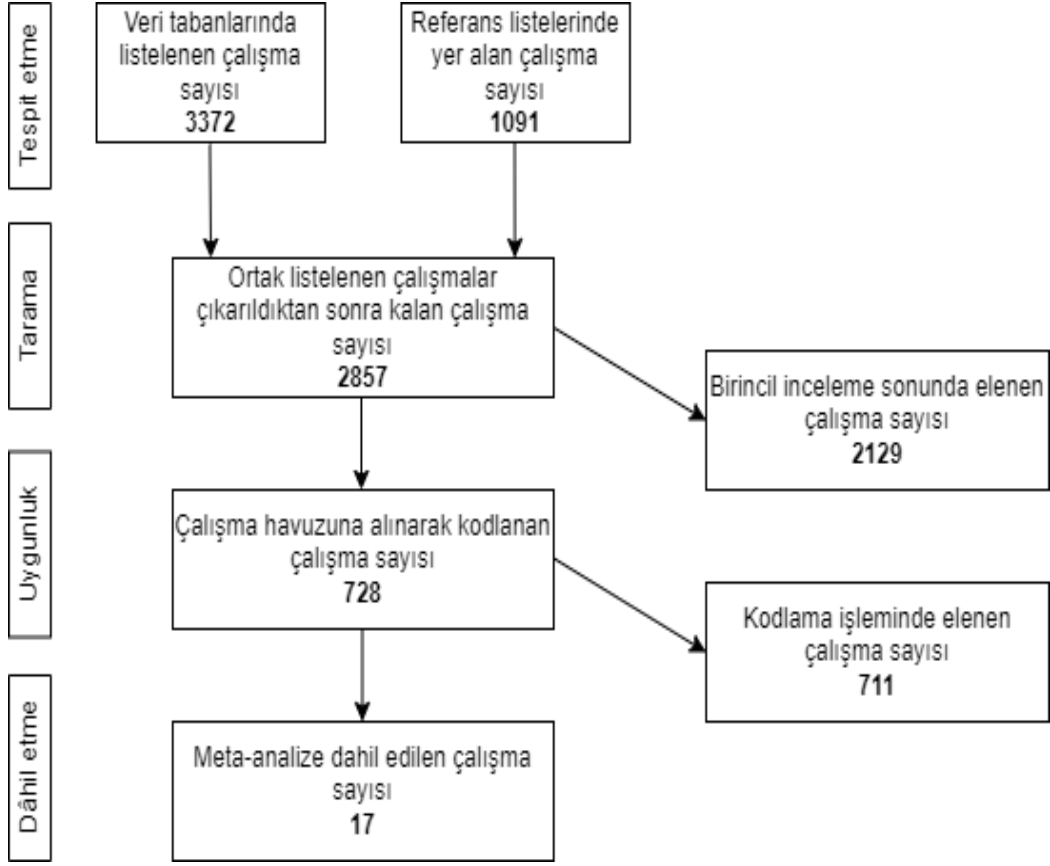 Tespit etme
Veri tabanlarında
listelenen çalışma
sayısı
3372
Referans listelerinde
yer alan çalışma
sayısı
1091
Tarama
Ortak listelenen çalışmalar
çıkarıldıktan sonra kalan çalışma
sayısı
2857
Birincil inceleme sonunda elenen
çalışma sayısı
2129
Uygunluk
Çalışma havuzuna alınarak kodlanan
çalışma sayısı
728
Kodlama işleminde elenen
çalışma sayısı
711
Dâhil etme
Meta-analize dahil edilen çalışma
sayısı
17